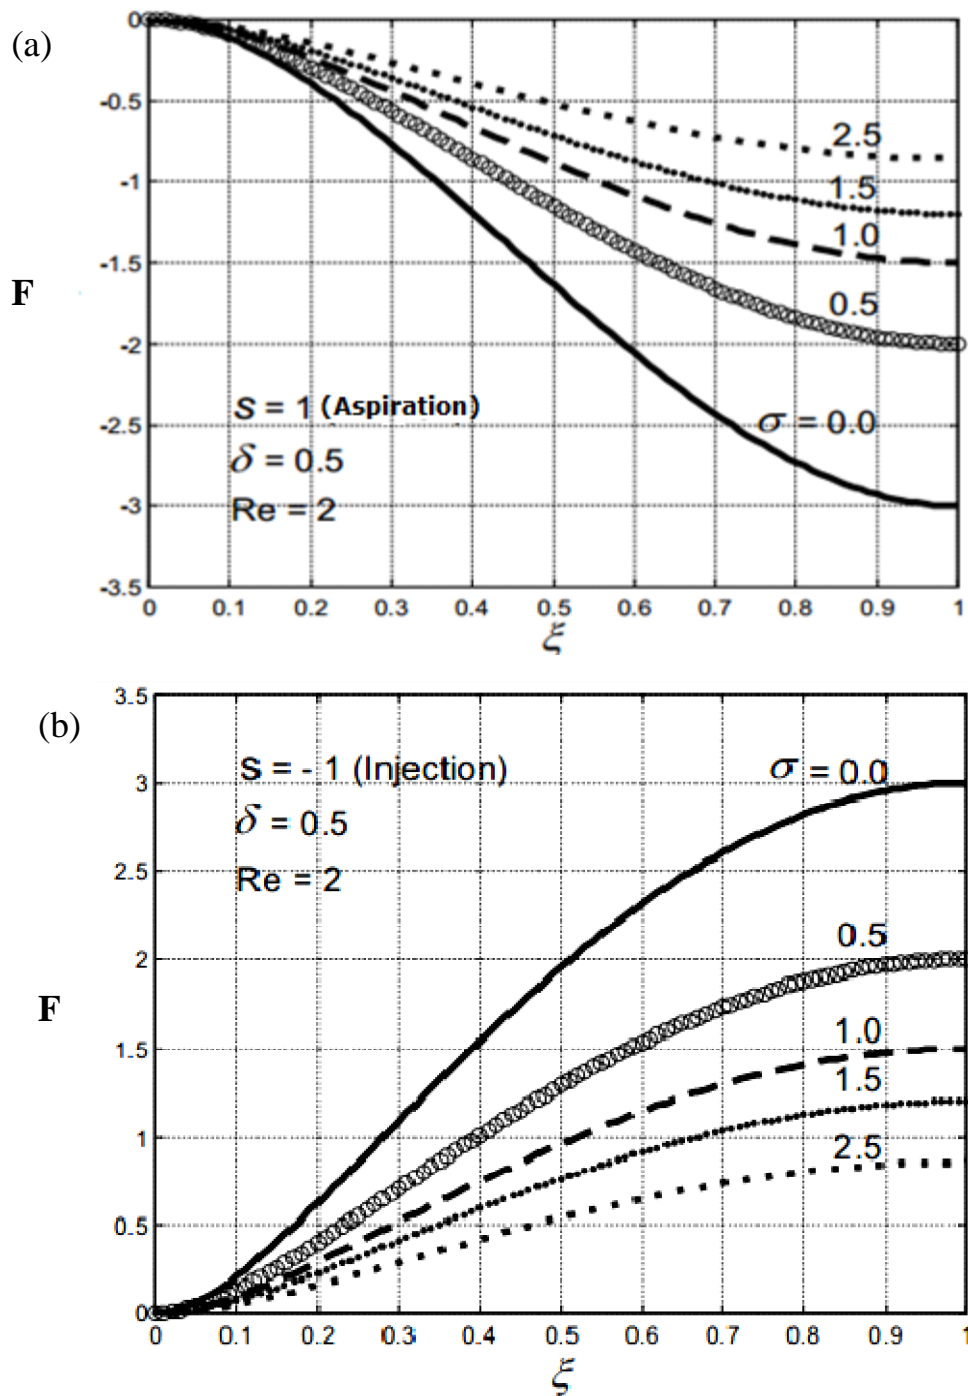 (a)
0
-0.5
-1
-1.5
-2
-2.5
-3
-3.5
F
2.5
1.5
1.0
0.5
σ = 0.0
S = 1 (Aspiration)
δ = 0.5
Re = 2
0 0.1 0.2 0.3 0.4 0.5 0.6 0.7 0.8 0.9 1
ξ
(b)
3.5
3
2.5
2
1.5
1
0.5
0
F
S = - 1 (Injection)
δ = 0.5
Re = 2
σ = 0.0
0.5
1.0
1.5
2.5
0 0.1 0.2 0.3 0.4 0.5 0.6 0.7 0.8 0.9 1
ξ